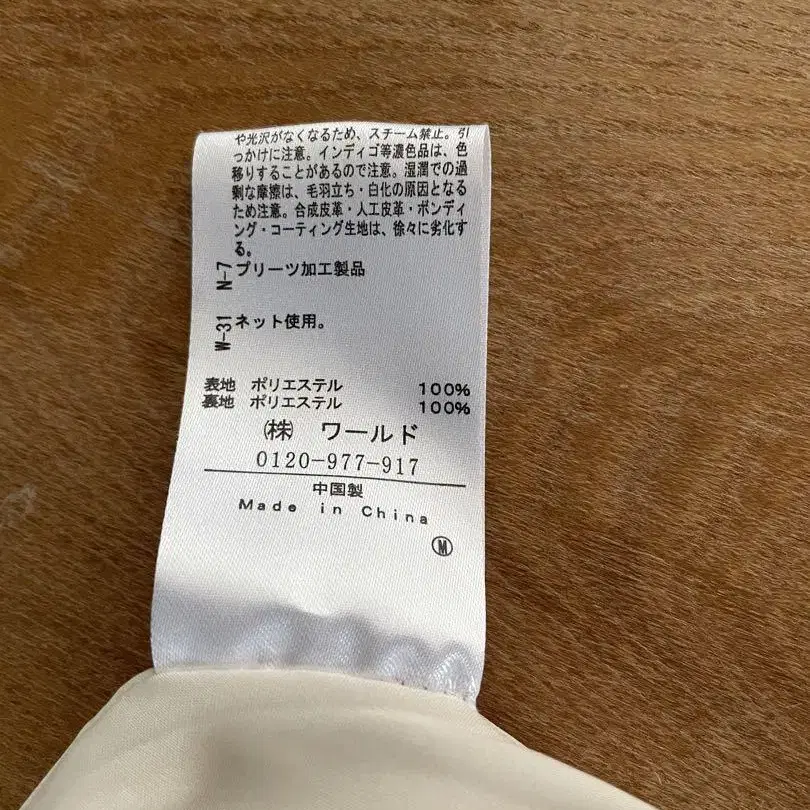 や光沢がなくなるため、スチーム禁止。引
っかけに注意。インディゴ等濃色品は、色
移りすることがあるので注意。湿潤での過
剰な摩擦は、毛羽立ち・白化の原因となる
ため注意。合成皮革・人工皮革・ボンディ
ング・コーティング生地は、徐々に劣化す
る。
N-7 プリーツ加工製品
W-31 ネット使用。
表地 ポリエステル 100%
裏地 ポリエステル 100%
㈱ ワールド
0120-977-917
中国製
Made in China
Ⓜ